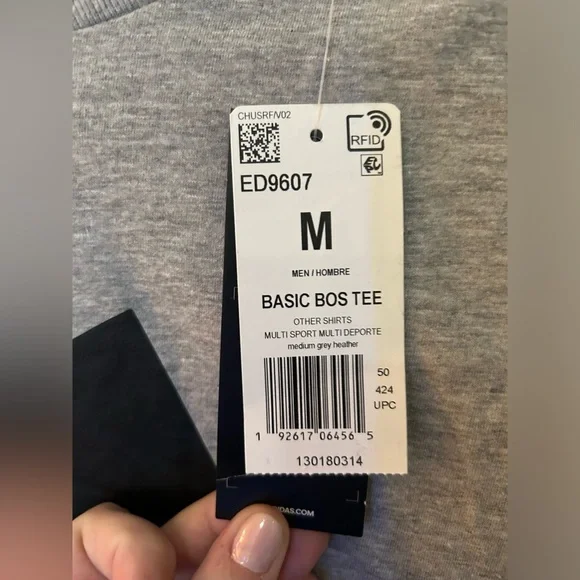 CHUSRF/V02
RFID
ED9607
M
MEN / HOMBRE
BASIC BOS TEE
OTHER SHIRTS
MULTI SPORT MULTI DEPORTE
medium grey heather
50
424
UPC
1 92617 06456 5
130180314
DAS.COM